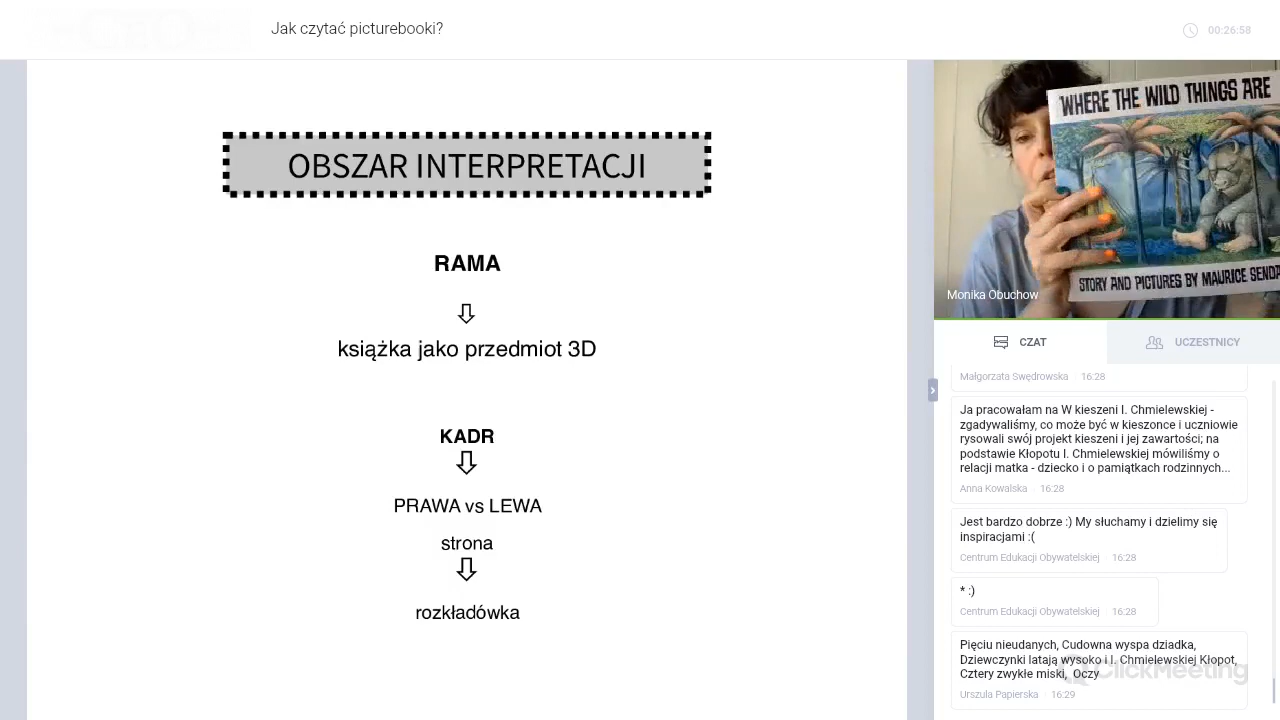 Jak czytać picturebooki?
00:26:58
OBSZAR INTERPRETACJI
RAMA
książka jako przedmiot 3D
KADR
PRAWA vs LEWA
strona
rozkładówka
WHERE THE WILD THINGS ARE
STORY AND PICTURES BY MAURICE SENDA
Monika Obuchow
CZAT
UCZESTNICY
Małgorzata Swędrowska · 16:28
Ja pracowałam na W kieszeni I. Chmielewskiej -
zgadywaliśmy, co może być w kieszonce i uczniowie
rysowali swój projekt kieszeni i jej zawartości; na
podstawie Kłopotu I. Chmielewskiej mówiliśmy o
relacji matka - dziecko i o pamiątkach rodzinnych...
Anna Kowalska · 16:28
Jest bardzo dobrze :) My słuchamy i dzielimy się
inspiracjami :(
Centrum Edukacji Obywatelskiej · 16:28
* :)
Centrum Edukacji Obywatelskiej · 16:28
Pięciu nieudanych, Cudowna wyspa dziadka,
Dziewczynki latają wysoko i I. Chmielewskiej Kłopot,
Cztery zwykłe miski, Oczy
Urszula Papierska · 16:29
ClickMeeting